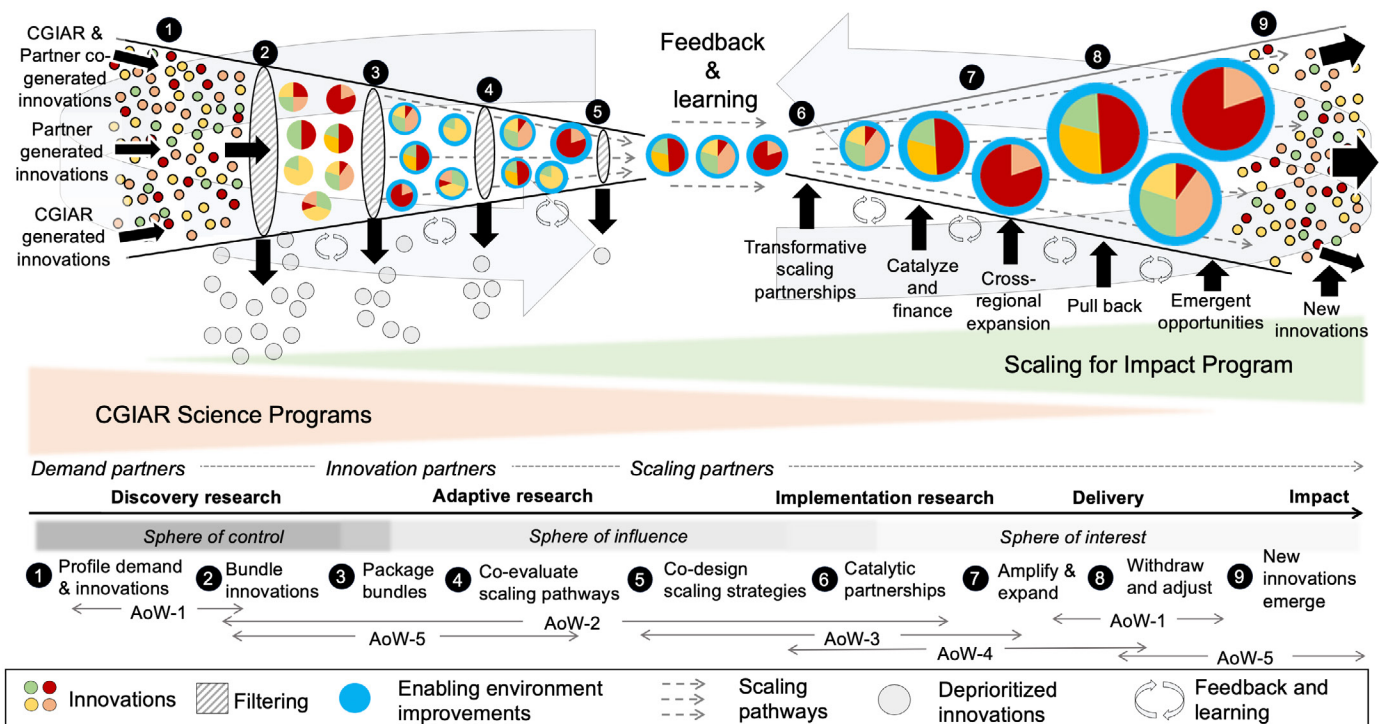 1
CGIAR &
Partner co-
generated
innovations
Partner
generated
innovations
CGIAR
generated
innovations
2
3
4
5
Feedback
&
learning
6
7
8
9
Transformative
scaling
partnerships
Catalyze
and
finance
Cross-
regional
expansion
Pull back
Emergent
opportunities
New
innovations
Scaling for Impact Program
CGIAR Science Programs
Demand partners
Innovation partners
Scaling partners
Discovery research
Adaptive research
Implementation research
Delivery
Impact
Sphere of control
Sphere of influence
Sphere of interest
1 Profile demand
& innovations
2 Bundle
innovations
3 Package
bundles
4 Co-evaluate
scaling pathways
5 Co-design
scaling strategies
6 Catalytic
partnerships
7 Amplify &
expand
8 Withdraw
and adjust
9 New
innovations
emerge
AoW-1
AoW-2
AoW-1
AoW-5
AoW-3
AoW-4
AoW-5
Innovations
Filtering
Enabling environment
improvements
Scaling
pathways
Deprioritized
innovations
Feedback and
learning